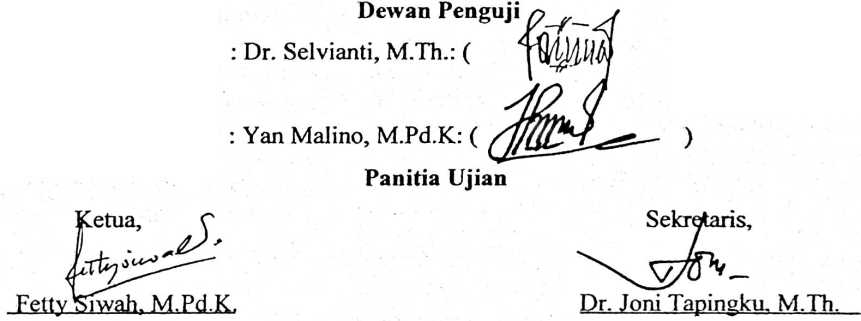 Dewan Penguji
: Dr. Selvianti, M.Th.: (
: Yan Malino, M.Pd.K: ( )
Panitia Ujian
Ketua, Sekretaris,
Fetty Siwah, M.Pd.K. Dr. Joni Tapingku, M.Th.